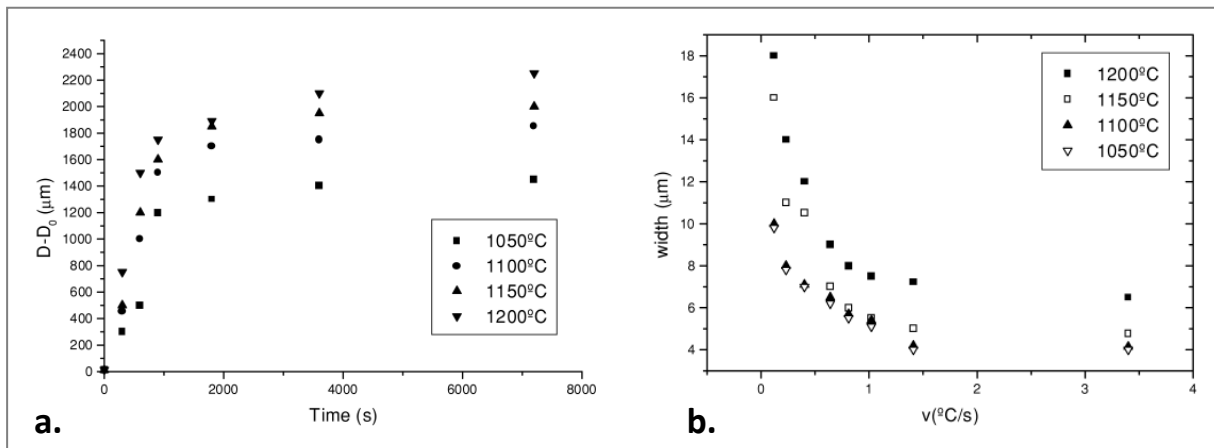 2400
2200
2000
1800
1600
1400
1200
1000
800
600
400
200
0
D-D0 (μm)
1050ºC
1100ºC
1150ºC
1200ºC
0 2000 4000 6000 8000
Time (s)
a.
18
16
14
12
10
8
6
4
width (μm)
1200ºC
1150ºC
1100ºC
1050ºC
0 1 2 3 4
v(ºC/s)
b.